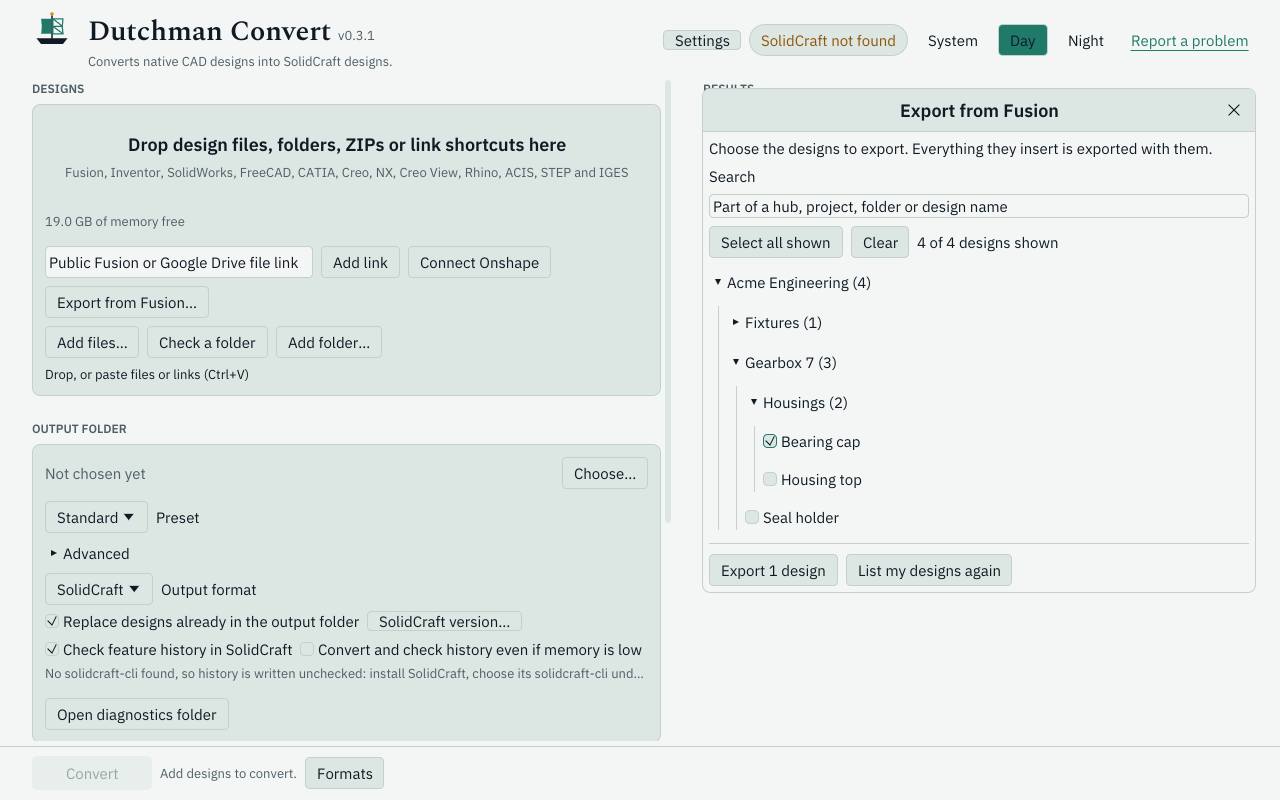 Dutchman Convert v0.3.1
Converts native CAD designs into SolidCraft designs.
Settings
SolidCraft not found
System
Day
Night
Report a problem
DESIGNS
Drop design files, folders, ZIPs or link shortcuts here
Fusion, Inventor, SolidWorks, FreeCAD, CATIA, Creo, NX, Creo View, Rhino, ACIS, STEP and IGES
19.0 GB of memory free
Public Fusion or Google Drive file link
Add link
Connect Onshape
Export from Fusion...
Add files...
Check a folder
Add folder...
Drop, or paste files or links (Ctrl+V)
OUTPUT FOLDER
Not chosen yet
Choose...
Standard
Preset
Advanced
SolidCraft
Output format
Replace designs already in the output folder
SolidCraft version...
Check feature history in SolidCraft
Convert and check history even if memory is low
No solidcraft-cli found, so history is written unchecked: install SolidCraft, choose its solidcraft-cli und...
Open diagnostics folder
Convert
Add designs to convert.
Formats
RESULTS
Export from Fusion
Choose the designs to export. Everything they insert is exported with them.
Search
Part of a hub, project, folder or design name
Select all shown
Clear
4 of 4 designs shown
Acme Engineering (4)
Fixtures (1)
Gearbox 7 (3)
Housings (2)
Bearing cap
Housing top
Seal holder
Export 1 design
List my designs again